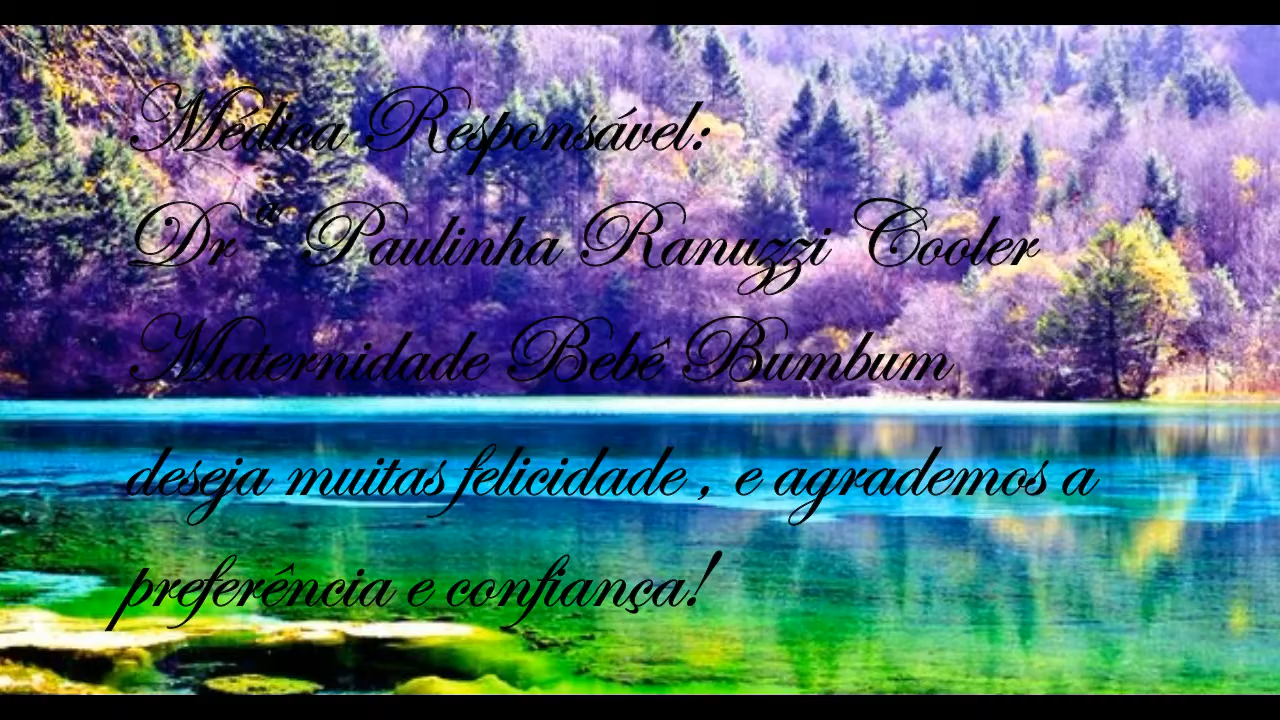 Médica Responsável:
Drª Paulinha Ranuzzi Cooler
Maternidade Bebê Bumbum
deseja muitas felicidade , e agrademos a
preferência e confiança!